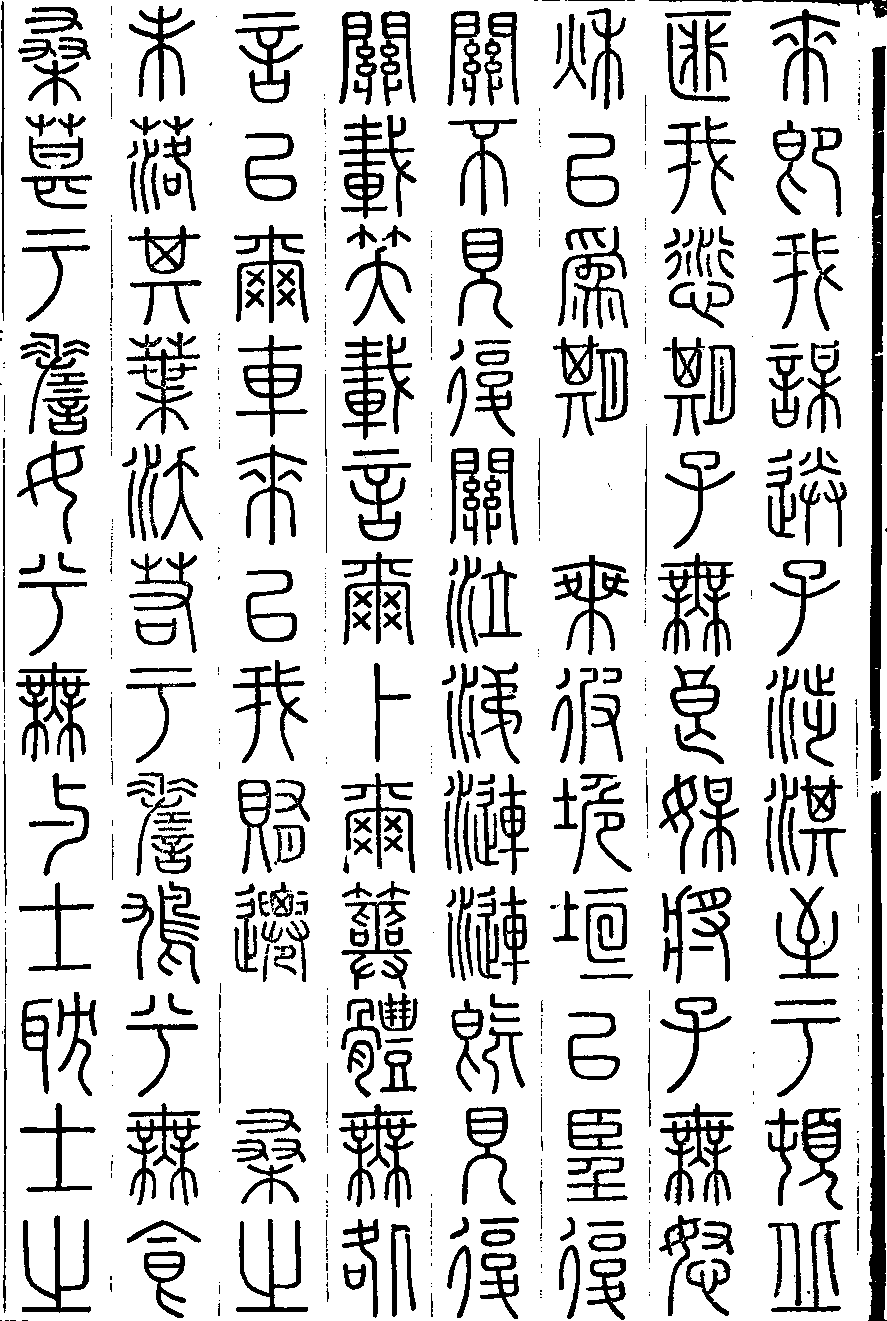 來即我謀送子涉淇至于頓丘
匪我愆期子無良媒將子無怒
秋以爲期　乘彼垝垣以望復
關不見復關泣涕漣漣既見復
關載笑載言爾卜爾筮體無咎
言以爾車來以我賄遷　桑之
未落其葉沃若于嗟鳩兮無食
桑葚于嗟女兮無與士耽士之